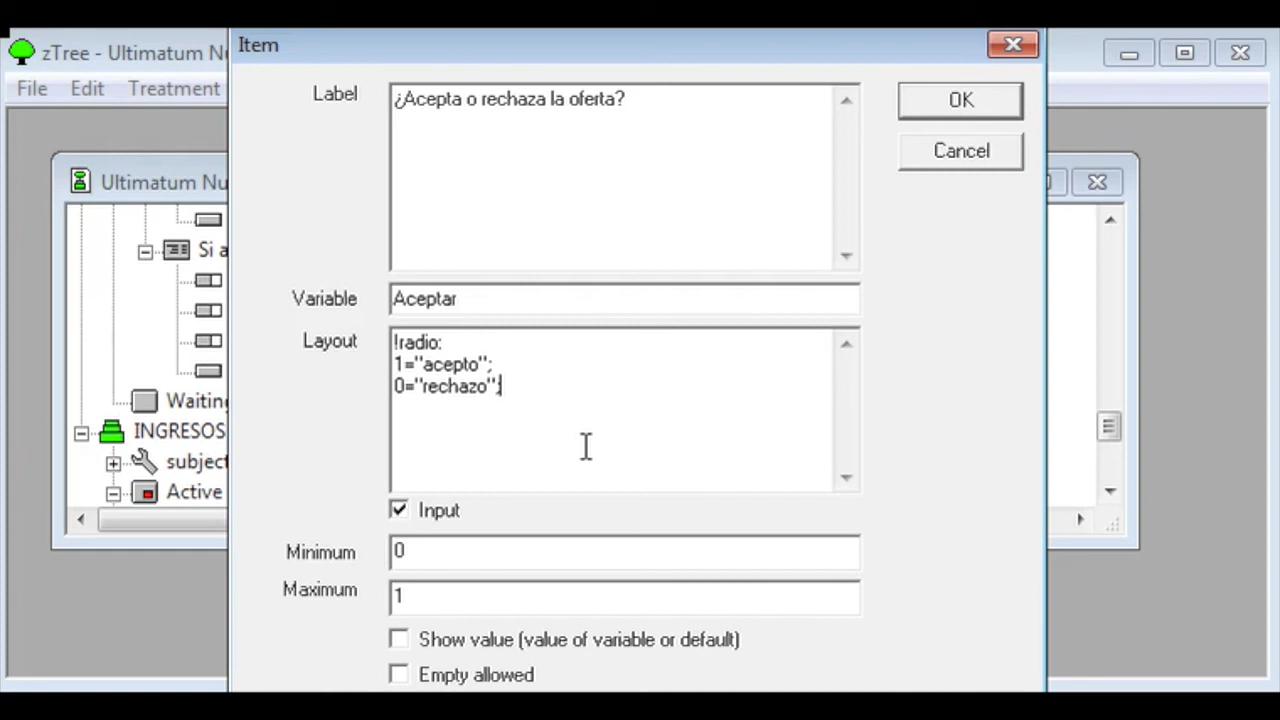 zTree - Ultimatum Nu
Item
File Edit Treatment
Label
¿Acepta o rechaza la oferta?
OK
Cancel
Ultimatum Nu
Si a
Variable
Aceptar
Layout
!radio:
1="acepto";
0="rechazo";
Waiting
INGRESOS
subject
Active
Input
Minimum
0
Maximum
1
Show value (value of variable or default)
Empty allowed